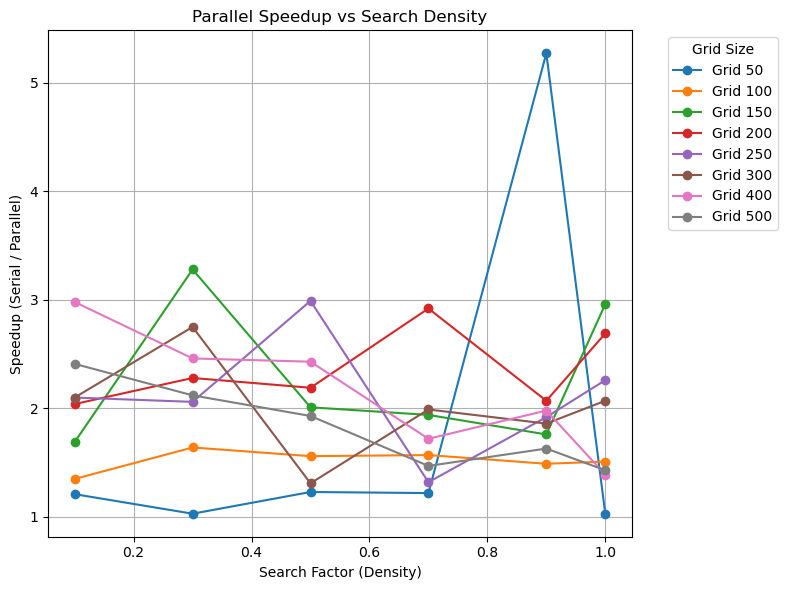 Parallel Speedup vs Search Density
Speedup (Serial / Parallel)
5
4
3
2
1
0.2 0.4 0.6 0.8 1.0
Search Factor (Density)
Grid Size
Grid 50
Grid 100
Grid 150
Grid 200
Grid 250
Grid 300
Grid 400
Grid 500